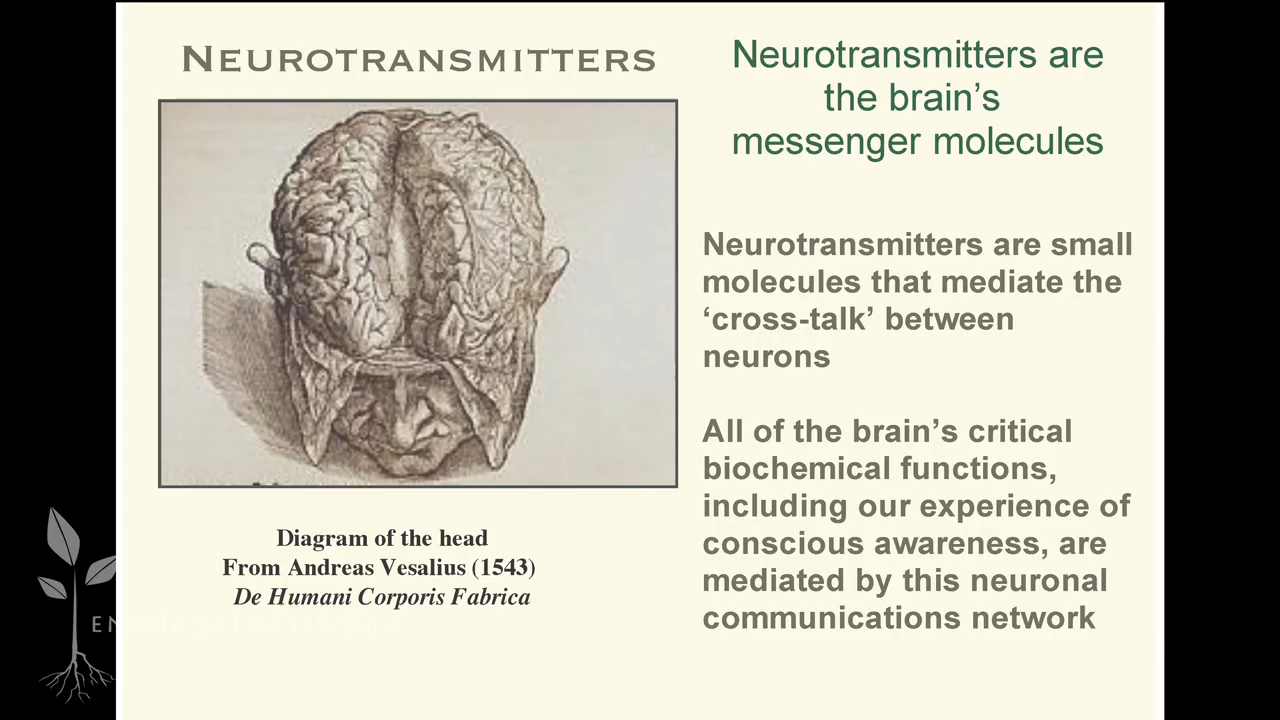 NEUROTRANSMITTERS
Diagram of the head
From Andreas Vesalius (1543)
De Humani Corporis Fabrica
Neurotransmitters are
the brain’s
messenger molecules
Neurotransmitters are small
molecules that mediate the
‘cross-talk’ between
neurons
All of the brain’s critical
biochemical functions,
including our experience of
conscious awareness, are
mediated by this neuronal
communications network